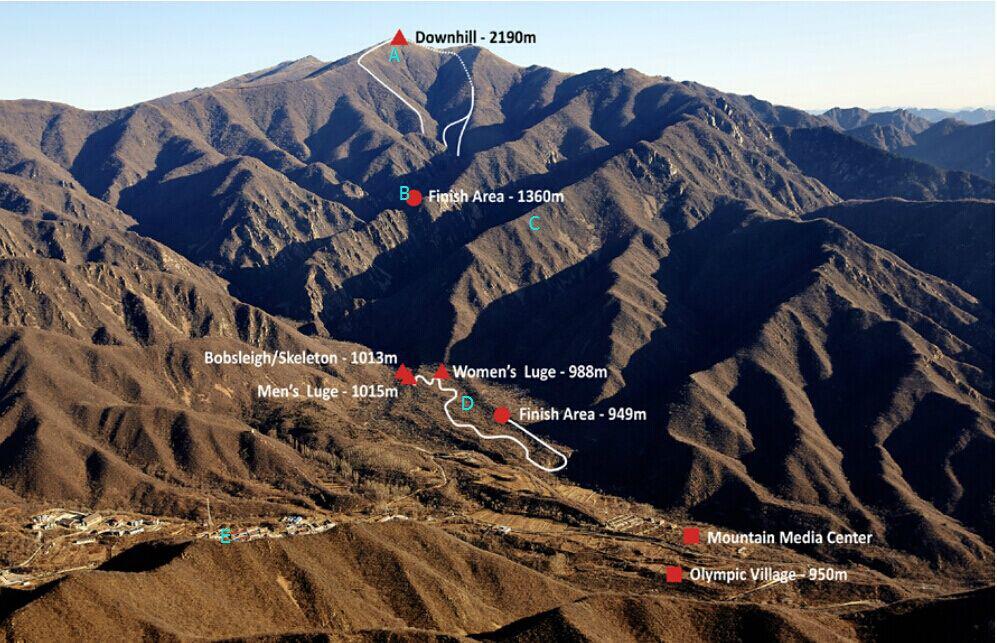 Downhill - 2190m
A
B
Finish Area - 1360m
C
Bobsleigh/Skeleton - 1013m
Women's Luge - 988m
Men's Luge - 1015m
D
Finish Area - 949m
E
Mountain Media Center
Olympic Village - 950m